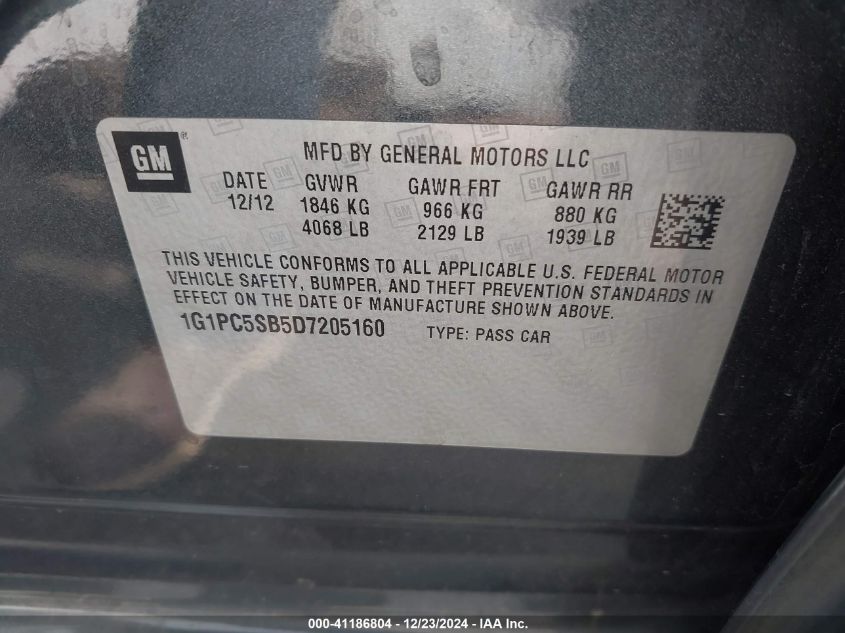 GM ® MFD BY GENERAL MOTORS LLC
DATE GVWR GAWR FRT GAWR RR
12/12 1846 KG 966 KG 880 KG
4068 LB 2129 LB 1939 LB
THIS VEHICLE CONFORMS TO ALL APPLICABLE U.S. FEDERAL MOTOR
VEHICLE SAFETY, BUMPER, AND THEFT PREVENTION STANDARDS IN
EFFECT ON THE DATE OF MANUFACTURE SHOWN ABOVE.
1G1PC5SB5D7205160 TYPE: PASS CAR
000-41186804 - 12/23/2024 - IAA Inc.